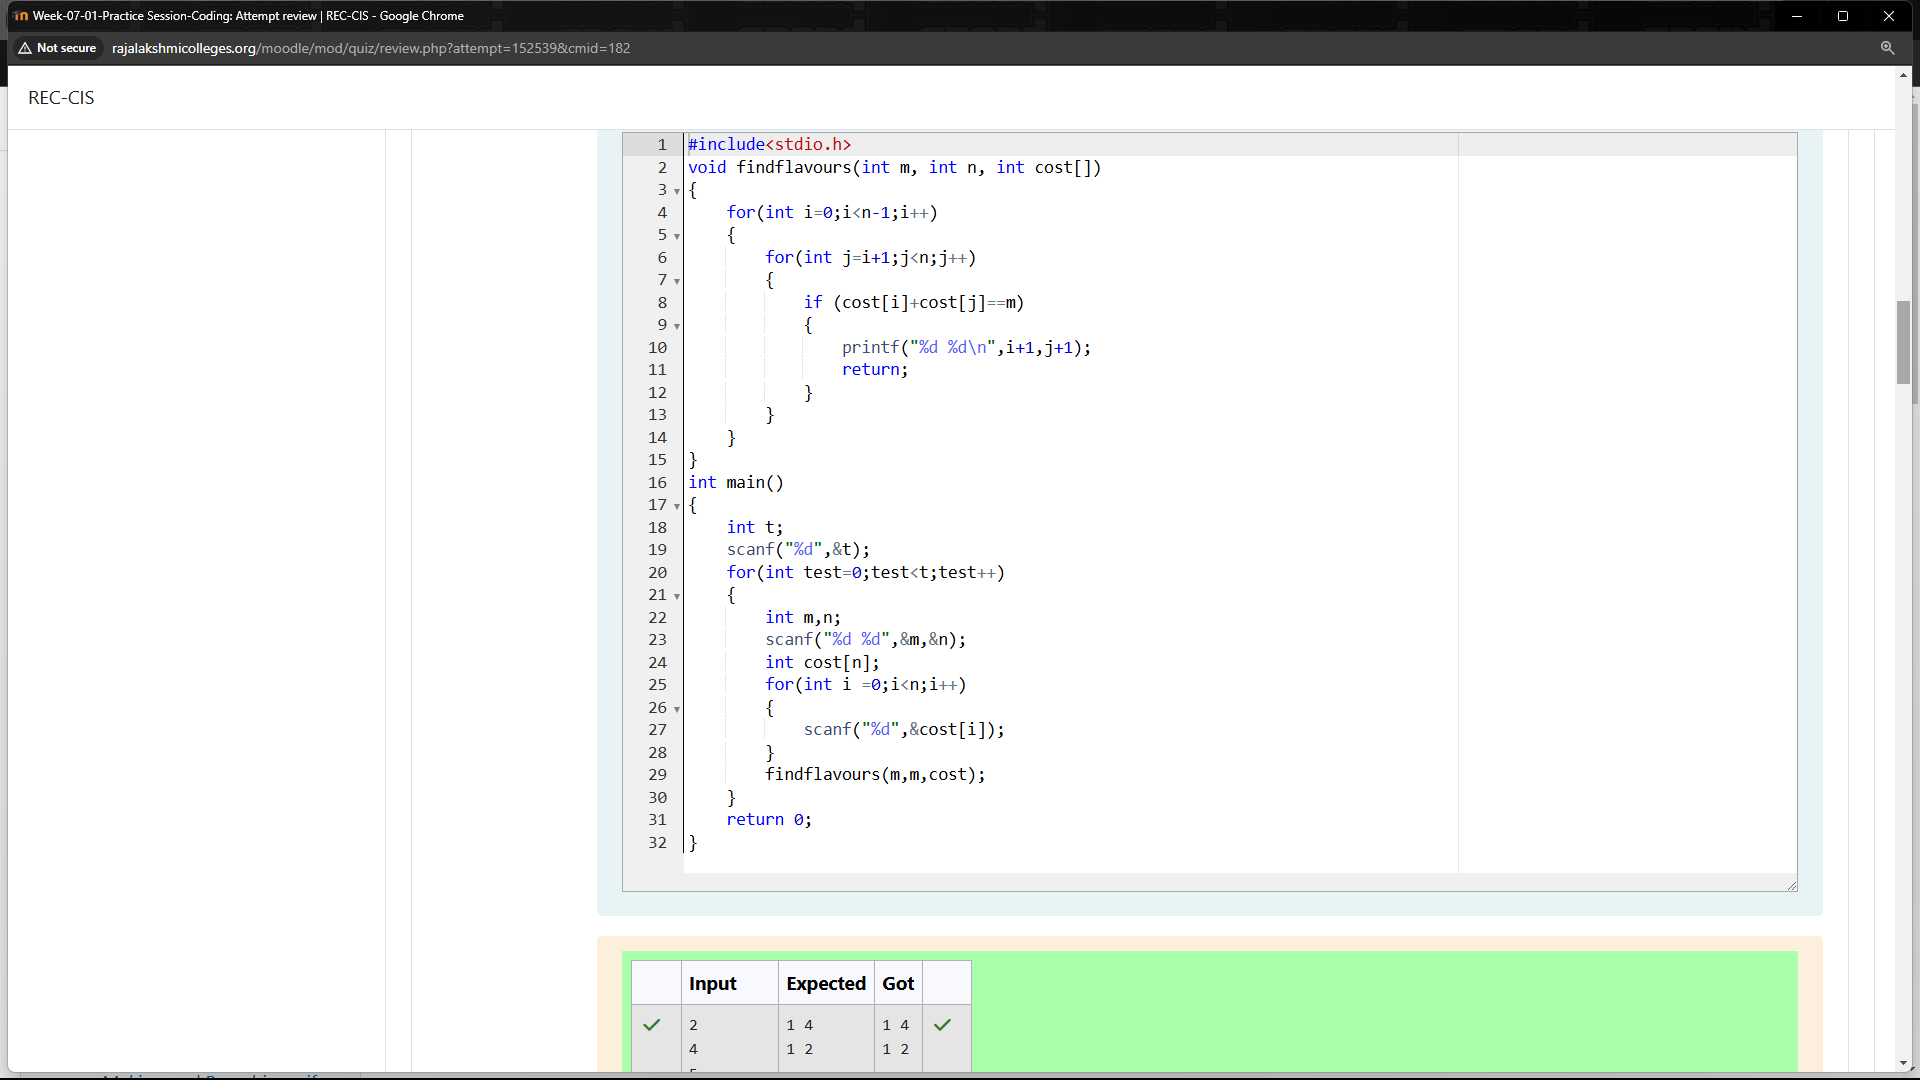 Week-07-01-Practice Session-Coding: Attempt review | REC-CIS - Google Chrome
Not secure rajalakshmicolleges.org/moodle/mod/quiz/review.php?attempt=152539&cmid=182
REC-CIS
1 #include<stdio.h>
2 void findflavours(int m, int n, int cost[])
3 {
4 for(int i=0;i<n-1;i++)
5 {
6 for(int j=i+1;j<n;j++)
7 {
8 if (cost[i]+cost[j]==m)
9 {
10 printf("%d %d\n",i+1,j+1);
11 return;
12 }
13 }
14 }
15 }
16 int main()
17 {
18 int t;
19 scanf("%d",&t);
20 for(int test=0;test<t;test++)
21 {
22 int m,n;
23 scanf("%d %d",&m,&n);
24 int cost[n];
25 for(int i =0;i<n;i++)
26 {
27 scanf("%d",&cost[i]);
28 }
29 findflavours(m,m,cost);
30 }
31 return 0;
32 }
Input Expected Got
2 1 4 1 4
4 1 2 1 2